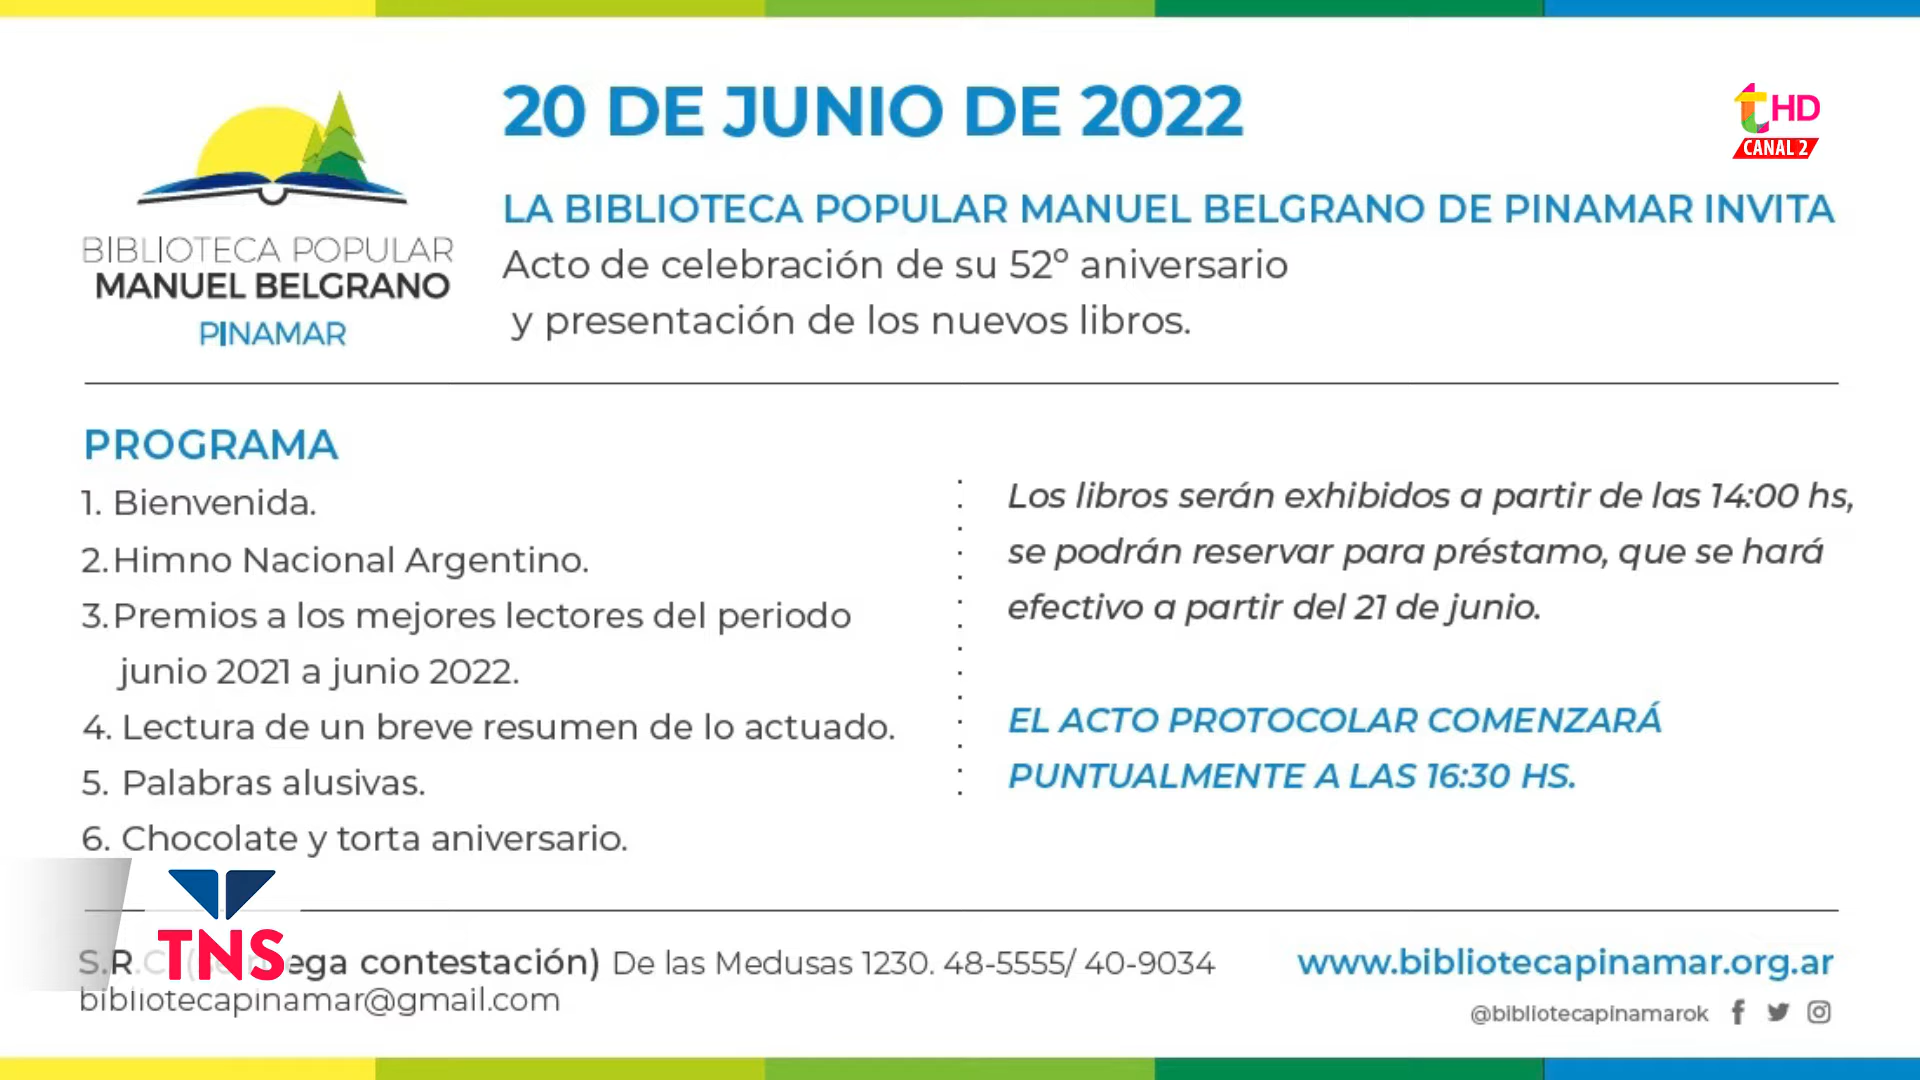 20 DE JUNIO DE 2022
tHD
CANAL 2
LA BIBLIOTECA POPULAR MANUEL BELGRANO DE PINAMAR INVITA
Acto de celebración de su 52º aniversario
y presentación de los nuevos libros.
BIBLIOTECA POPULAR
MANUEL BELGRANO
PINAMAR
PROGRAMA
1. Bienvenida.
2. Himno Nacional Argentino.
3. Premios a los mejores lectores del periodo
junio 2021 a junio 2022.
4. Lectura de un breve resumen de lo actuado.
5. Palabras alusivas.
6. Chocolate y torta aniversario.
Los libros serán exhibidos a partir de las 14:00 hs,
se podrán reservar para préstamo, que se hará
efectivo a partir del 21 de junio.
EL ACTO PROTOCOLAR COMENZARÁ
PUNTUALMENTE A LAS 16:30 HS.
TNS
contestación) De las Medusas 1230. 48-5555/ 40-9034
bibliotecapinamar@gmail.com
www.bibliotecapinamar.org.ar
@bibliotecapinamarok